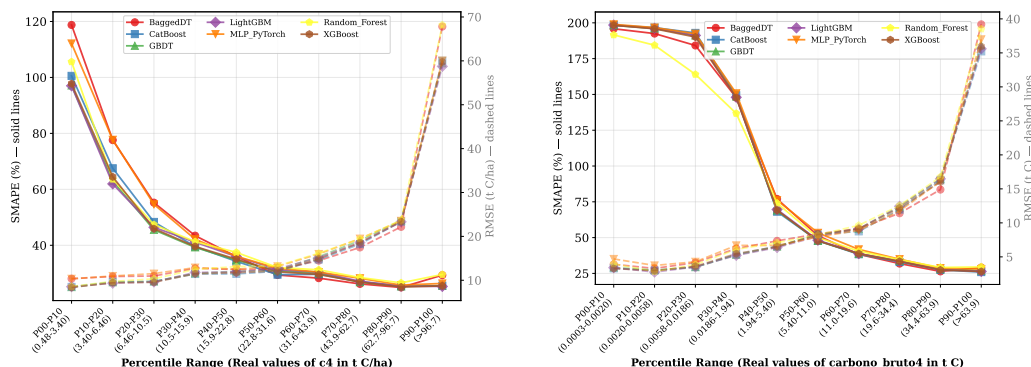 SMAPE (%) — solid lines
120
100
80
60
40
BaggedDT
CatBoost
GBDT
LightGBM
MLP_PyTorch
Random_Forest
XGBoost
70
60
50
40
30
20
10
RMSE (t C/ha) — dashed lines
P00-P10
(0.48-3.40)
P10-P20
(3.40-6.46)
P20-P30
(6.46-10.5)
P30-P40
(10.5-15.9)
P40-P50
(15.9-22.8)
P50-P60
(22.8-31.6)
P60-P70
(31.6-43.9)
P70-P80
(43.9-62.7)
P80-P90
(62.7-96.7)
P90-P100
(>96.7)
Percentile Range (Real values of c4 in t C/ha)
SMAPE (%) — solid lines
200
175
150
125
100
75
50
25
BaggedDT
CatBoost
GBDT
LightGBM
MLP_PyTorch
Random_Forest
XGBoost
40
35
30
25
20
15
10
5
RMSE (t C) — dashed lines
P00-P10
(0.0003-0.0020)
P10-P20
(0.0020-0.0058)
P20-P30
(0.0058-0.0186)
P30-P40
(0.0186-1.94)
P40-P50
(1.94-5.40)
P50-P60
(5.40-11.0)
P60-P70
(11.0-19.6)
P70-P80
(19.6-34.4)
P80-P90
(34.4-63.9)
P90-P100
(>63.9)
Percentile Range (Real values of carbono_bruto4 in t C)